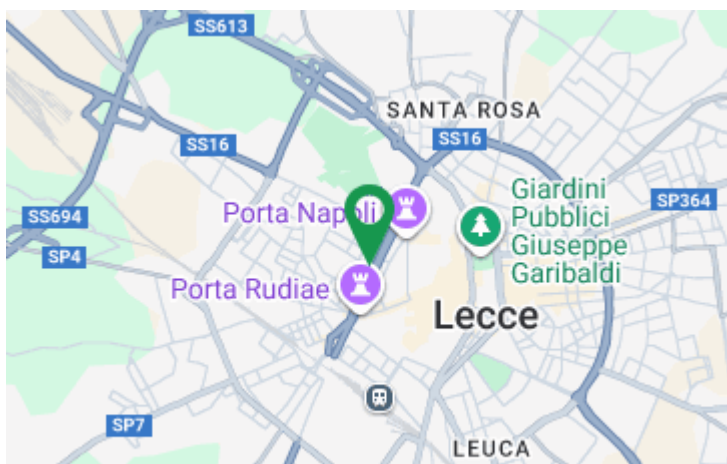 SS613
SANTA ROSA
SS16
SS16
Porta Napoli
Giardini
Pubblici
Giuseppe
Garibaldi
SP364
SS694
SP4
Porta Rudiae
Lecce
SP7
LEUCA